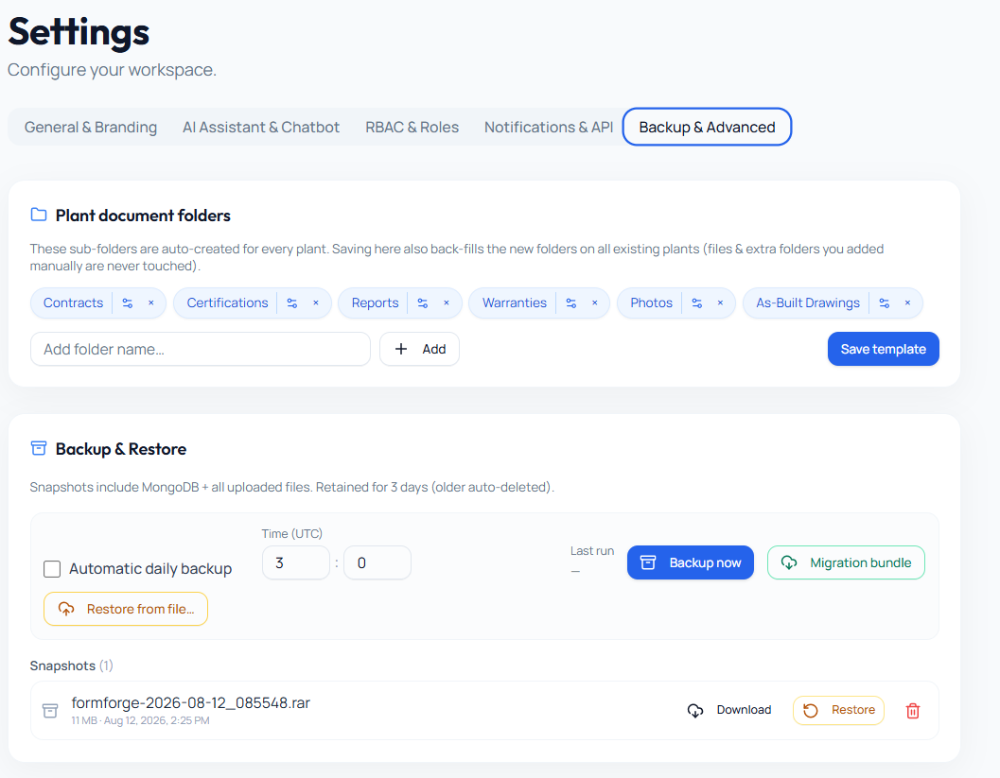 Settings
Configure your workspace.
General & Branding
AI Assistant & Chatbot
RBAC & Roles
Notifications & API
Backup & Advanced
Plant document folders
These sub-folders are auto-created for every plant. Saving here also back-fills the new folders on all existing plants (files & extra folders you added
manually are never touched).
Contracts ×
Certifications ×
Reports ×
Warranties ×
Photos ×
As-Built Drawings ×
Add folder name...
+ Add
Save template
Backup & Restore
Snapshots include MongoDB + all uploaded files. Retained for 3 days (older auto-deleted).
Automatic daily backup
Time (UTC)
3 : 0
Last run
—
Backup now
Migration bundle
Restore from file...
Snapshots (1)
formforge-2026-08-12_085548.rar
11 MB · Aug 12, 2026, 2:25 PM
Download
Restore